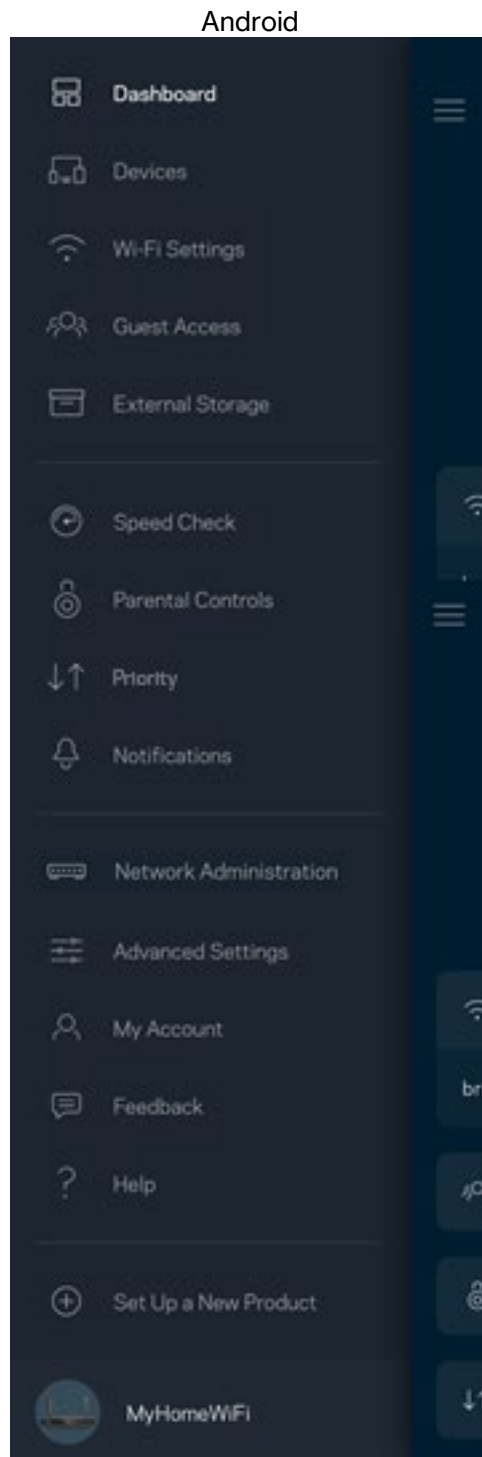 Android
Dashboard
Devices
Wi-Fi Settings
Guest Access
External Storage
Speed Check
Parental Controls
Priority
Notifications
Network Administration
Advanced Settings
My Account
br
Feedback
Help
Set Up a New Product
MyHomeWiFi